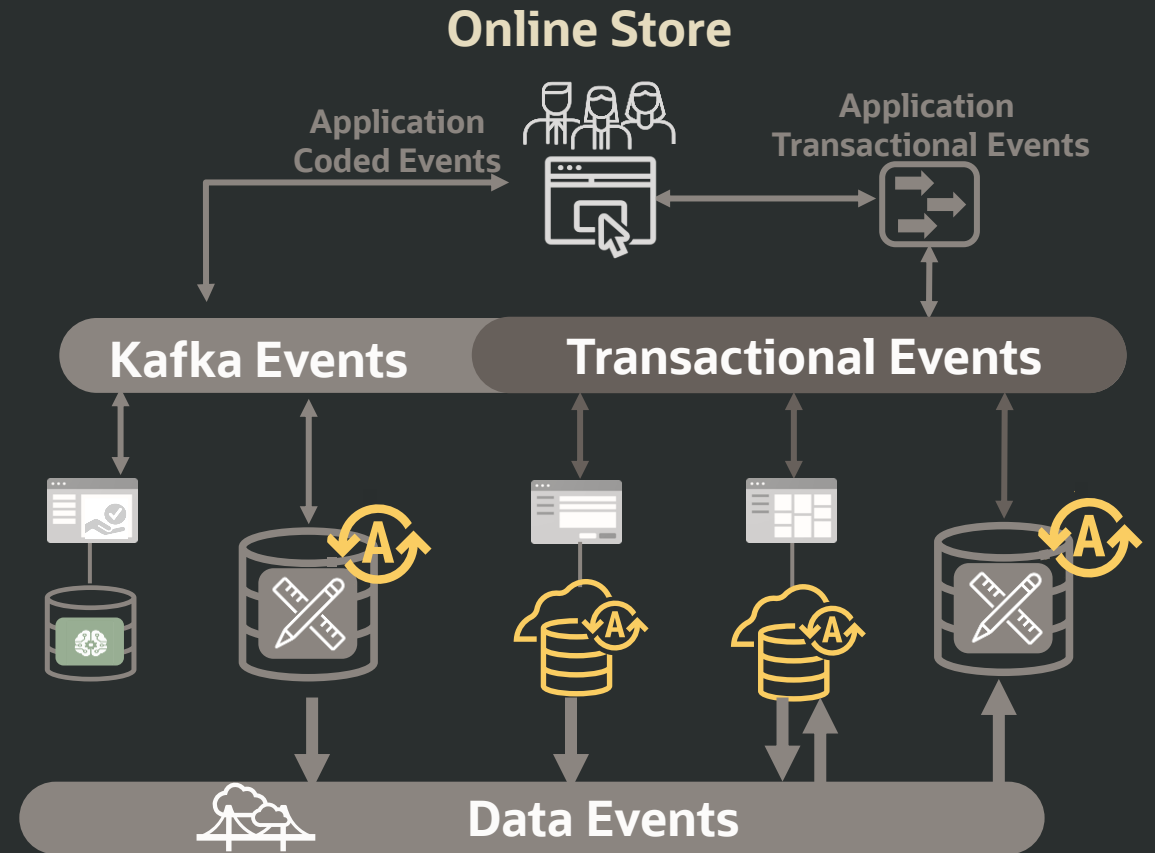 Online Store
Application
Coded Events
Application
Transactional Events
Kafka Events
Transactional Events
A
A
A
A
Data Events